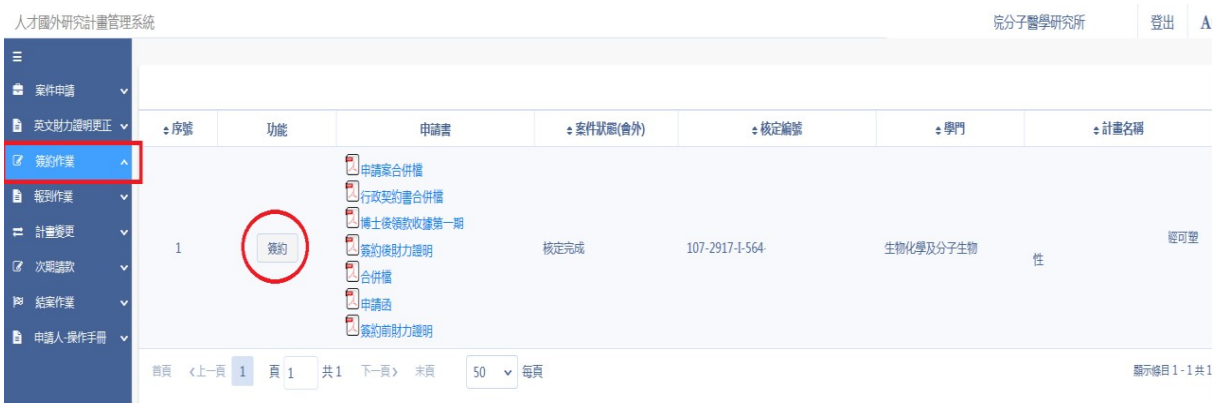 人才國外研究計畫管理系統 院分子醫學研究所 登出 A
案件申請
英文財力證明更正
簽約作業
報到作業
計畫變更
次期請款
結案作業
申請人-操作手冊
序號 功能 申請書 案件狀態(會外) 核定編號 學門 計畫名稱
申請案合併檔
行政契約書合併檔
博士後領款收據第一期
簽約後財力證明
合併檔
申請函
簽約前財力證明
1 簽約 核定完成 107-2917-I-564- 生物化學及分子生物 經可塑
性
首頁 〈上一頁 1 頁 1 共1 下一頁〉 末頁 50 每頁 顯示條目 1 - 1 共1